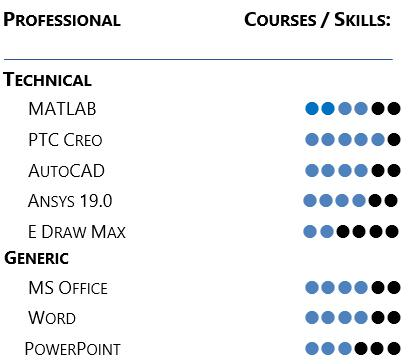 PROFESSIONAL COURSES / SKILLS:
TECHNICAL
MATLAB
PTC CREO
AUTOCAD
ANSYS 19.0
E DRAW MAX
GENERIC
MS OFFICE
WORD
POWERPOINT